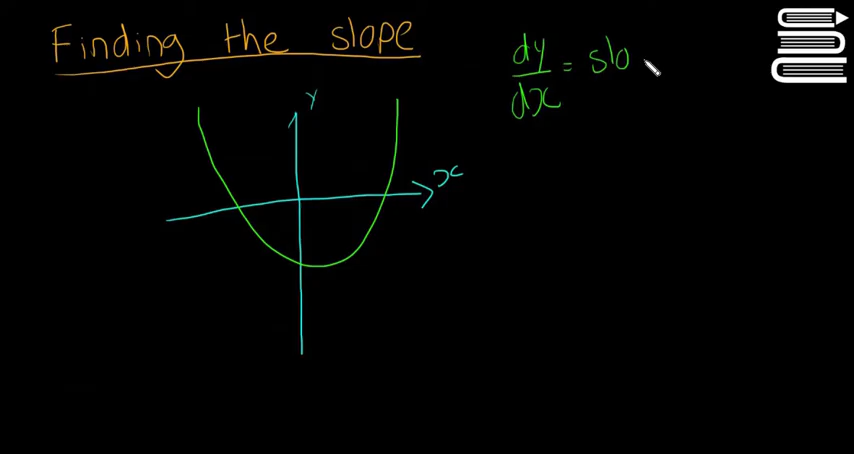 Finding the slope
dy/dx = slo
Y
x